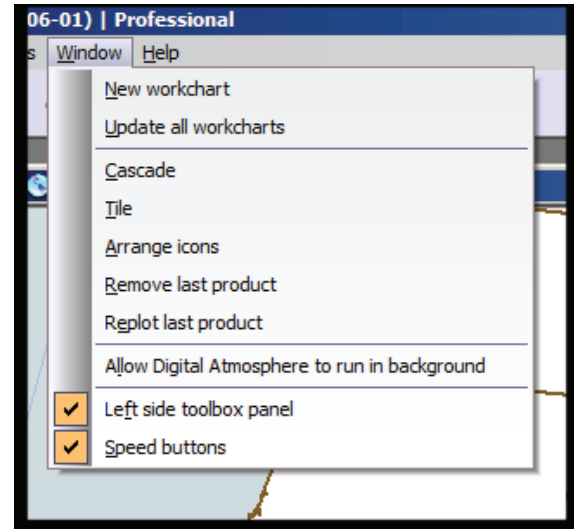 06-01) | Professional
s Window Help
New workchart
Update all workcharts
Cascade
Tile
Arrange icons
Remove last product
Replot last product
Allow Digital Atmosphere to run in background
Left side toolbox panel
Speed buttons